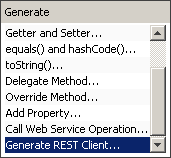 Generate
Getter and Setter...
equals() and hashCode()...
toString()...
Delegate Method...
Override Method...
Add Property...
Call Web Service Operation...
Generate REST Client...